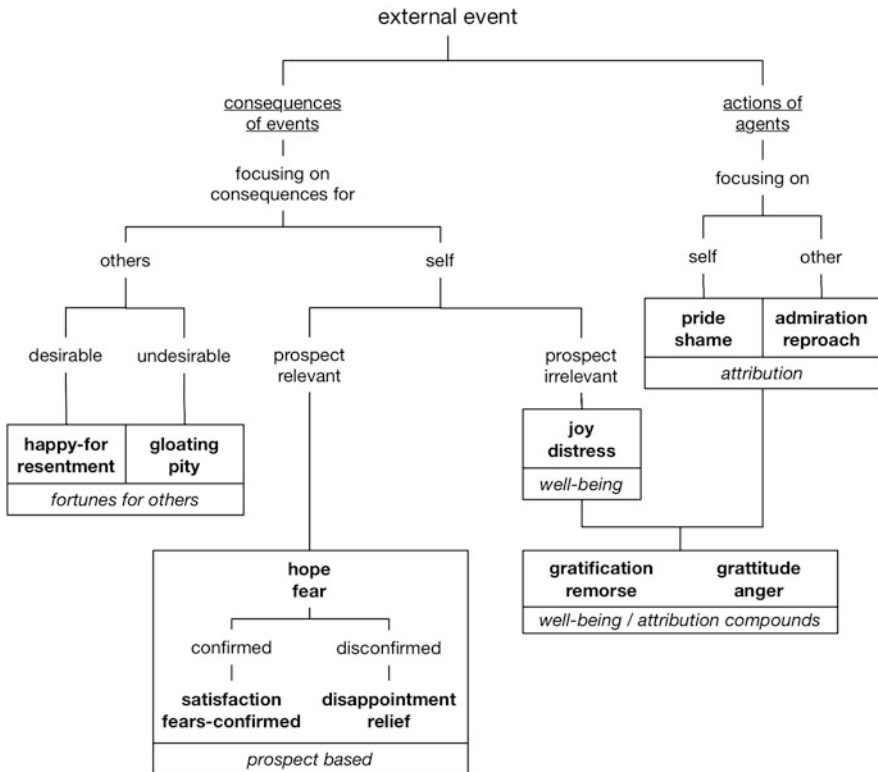 external event
consequences
of events
actions of
agents
focusing on
consequences for
focusing on
others
self
self
other
pride
shame
admiration
reproach
attribution
desirable
undesirable
prospect
relevant
prospect
irrelevant
happy-for
resentment
gloating
pity
fortunes for others
joy
distress
well-being
hope
fear
confirmed
disconfirmed
satisfaction
fears-confirmed
disappointment
relief
prospect based
gratification
remorse
grattitude
anger
well-being / attribution compounds